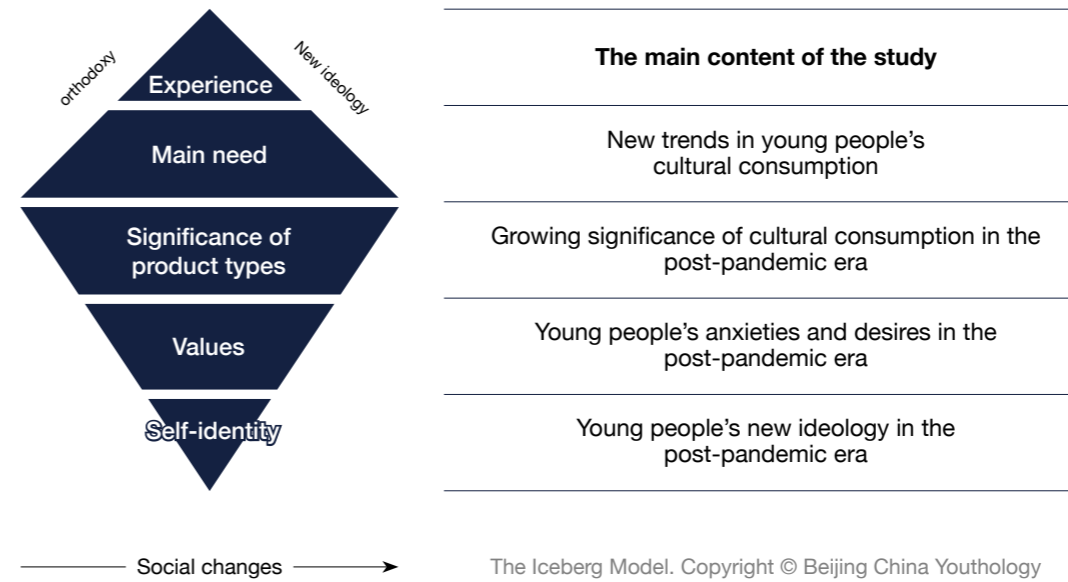 orthodoxy
New ideology
Experience
The main content of the study
Main need
New trends in young people's
cultural consumption
Significance of
product types
Growing significance of cultural consumption in the
post-pandemic era
Values
Young people's anxieties and desires in the
post-pandemic era
Self-identity
Young people's new ideology in the
post-pandemic era
Social changes
The Iceberg Model. Copyright © Beijing China Youthology